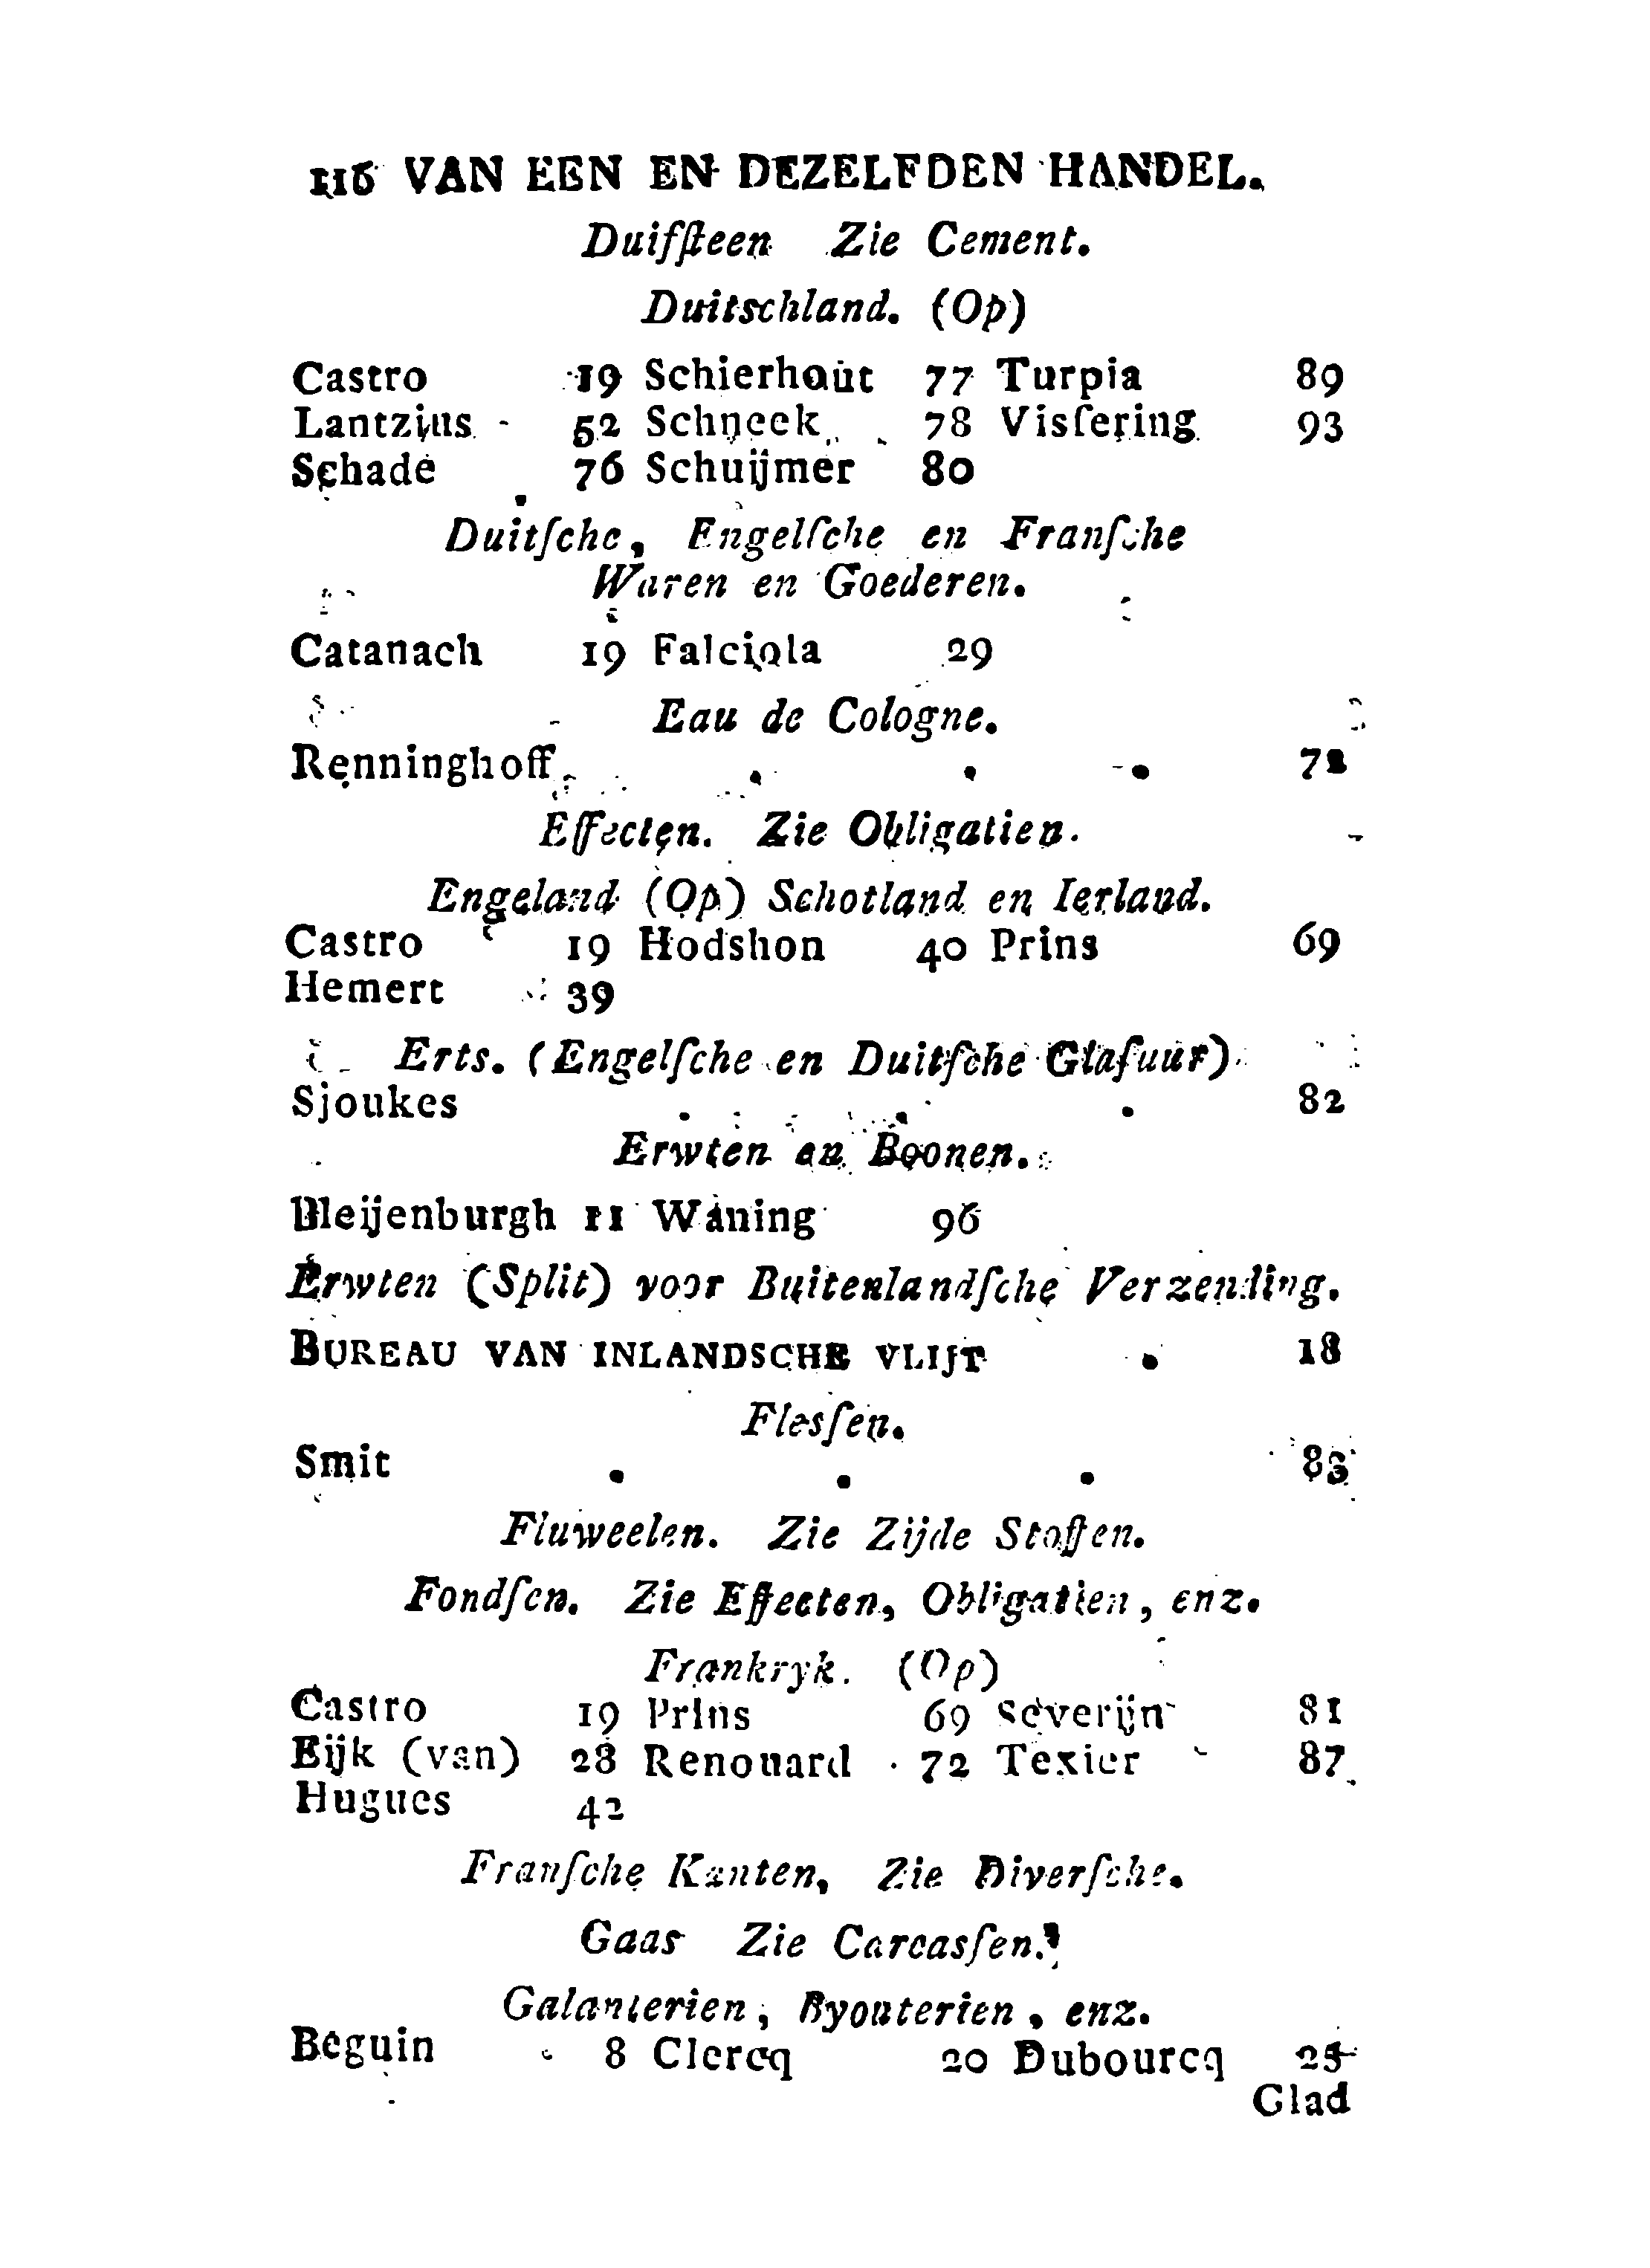 116 VAN EEN EN DEZELFDEN HANDEL.
Duifſteen Zie Cement.
Duitschland. (Op)
Castro 19 Schierhout 77 Turpia 89
Lantzius - 52 Schneek 78 Visſering 93
Schade 76 Schuijmer 80
Duitſche, Engelſche en Franſche
Waren en Goederen.
Catanach 19 Falciola 29
Eau de Cologne.
Renninghoff . . . 72
Effecten. Zie Obligatien.
Engeland (Op) Schotland en Ierland.
Castro 19 Hodshon 40 Prins 69
Hemert 39
Erts. (Engelſche en Duitſche Glaſuur)
Sjoukes . . . 82
Erwten en Boonen.
Bleijenburgh 11 Waning 96
Erwten (Split) voor Buitenlandſche Verzending.
BUREAU VAN INLANDSCHE VLIJT . 18
Flesſen.
Smit . . . 83
Fluweelen. Zie Zijde Stoffen.
Fondſen. Zie Effecten, Obligatien, enz.
Frankryk. (Op)
Castro 19 Prins 69 Severijn 81
Eijk (van) 28 Renouard 72 Texier 87
Hugues 42
Franſche Kanten, Zie Diverſche.
Gaas Zie Carcasſen.
Galanterien, Byouterien, enz.
Beguin 8 Clercq 20 Dubourcq 25
Glad